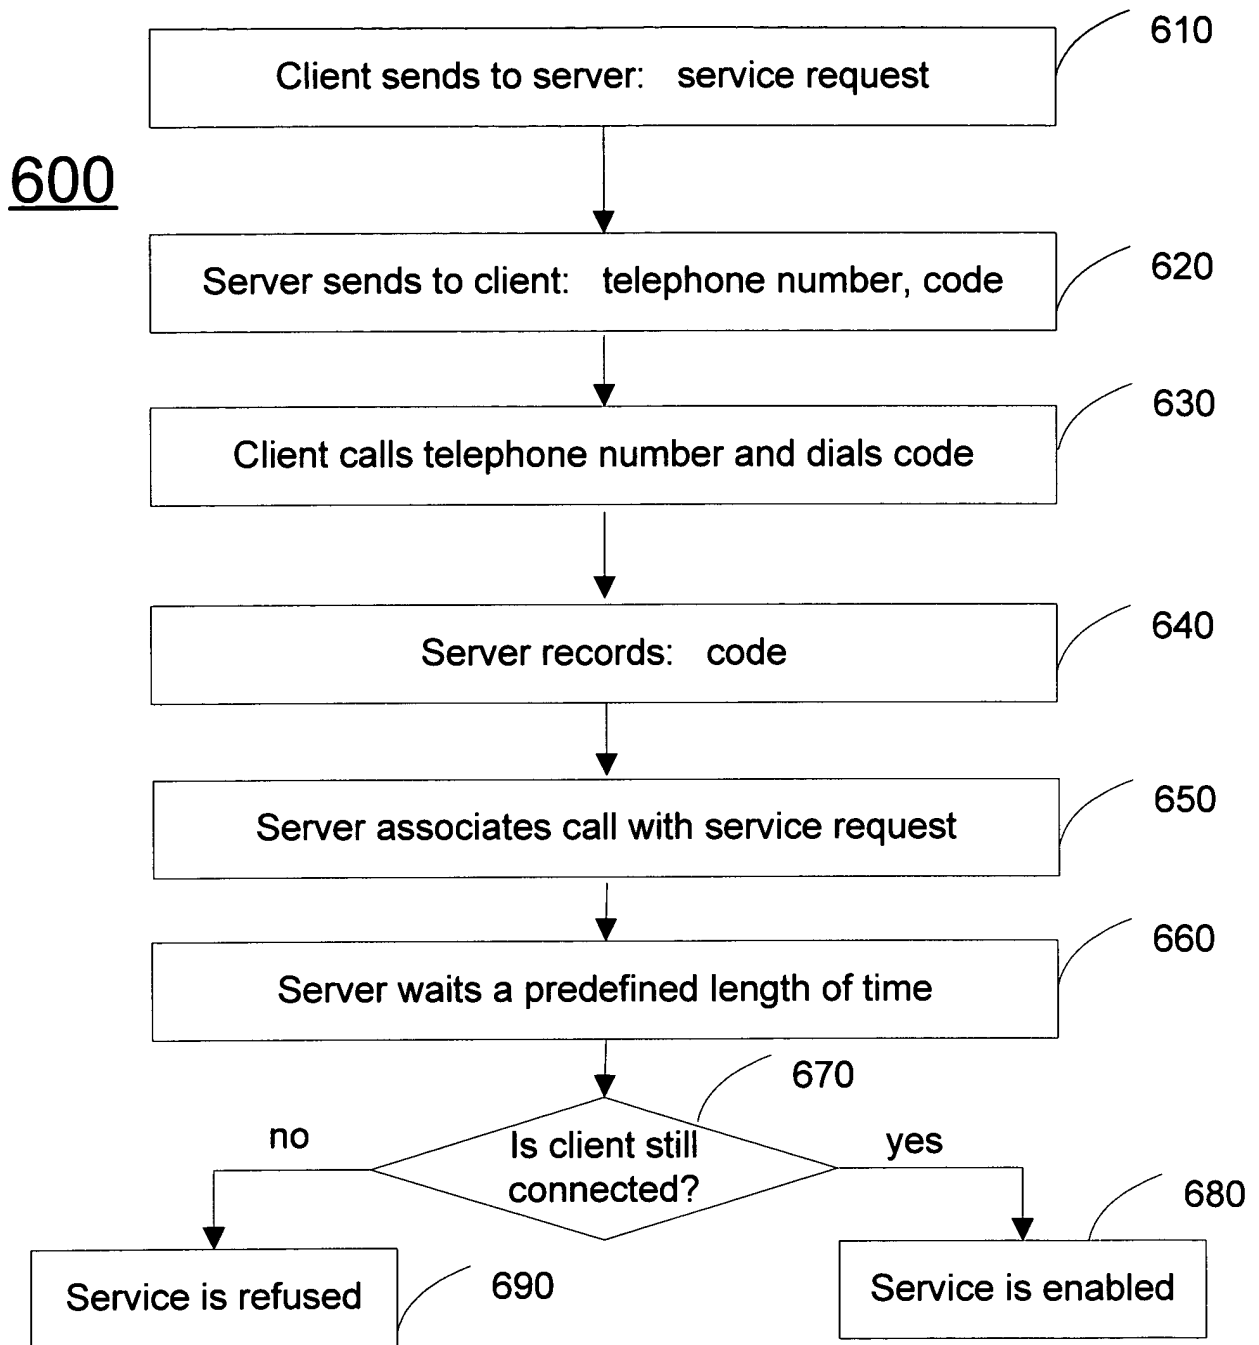 610
Client sends to server: service request
600
620
Server sends to client: telephone number, code
630
Client calls telephone number and dials code
640
Server records: code
650
Server associates call with service request
660
Server waits a predefined length of time
670
no
Is client still
connected?
yes
680
Service is refused
690
Service is enabled